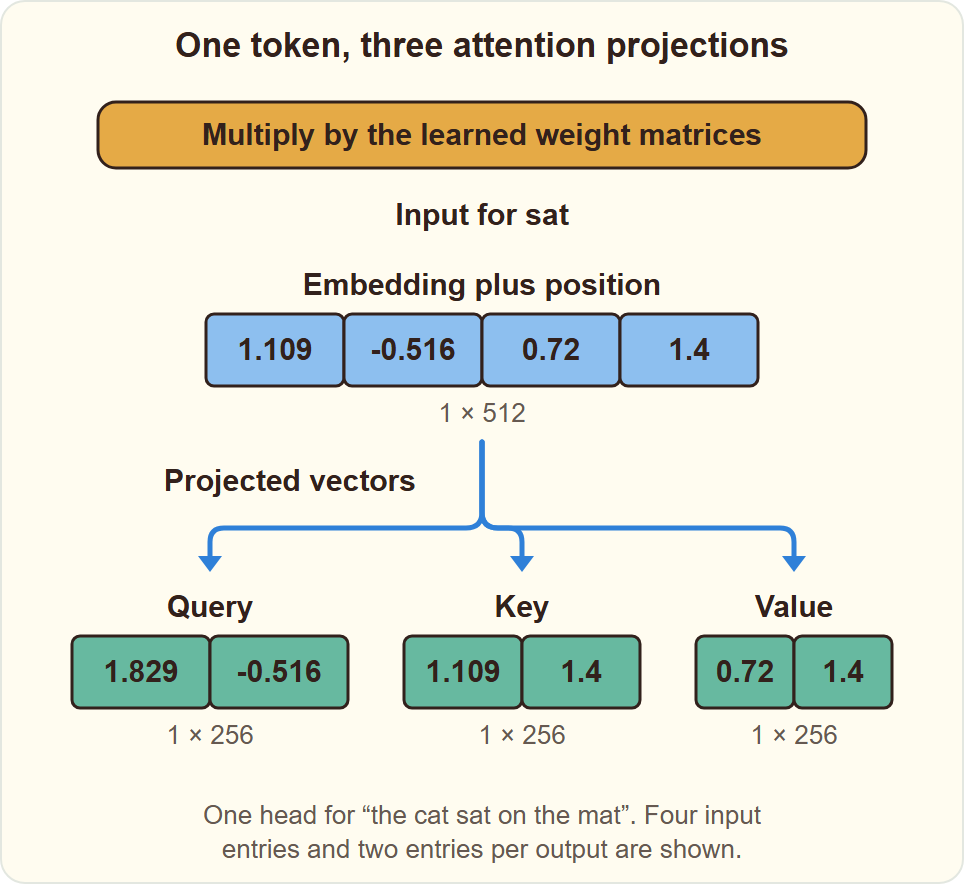 One token, three attention projections
Multiply by the learned weight matrices
Input for sat
Embedding plus position
1.109 -0.516 0.72 1.4
1 × 512
Projected vectors
Query Key Value
1.829 -0.516 1.109 1.4 0.72 1.4
1 × 256 1 × 256 1 × 256
One head for “the cat sat on the mat”. Four input
entries and two entries per output are shown.